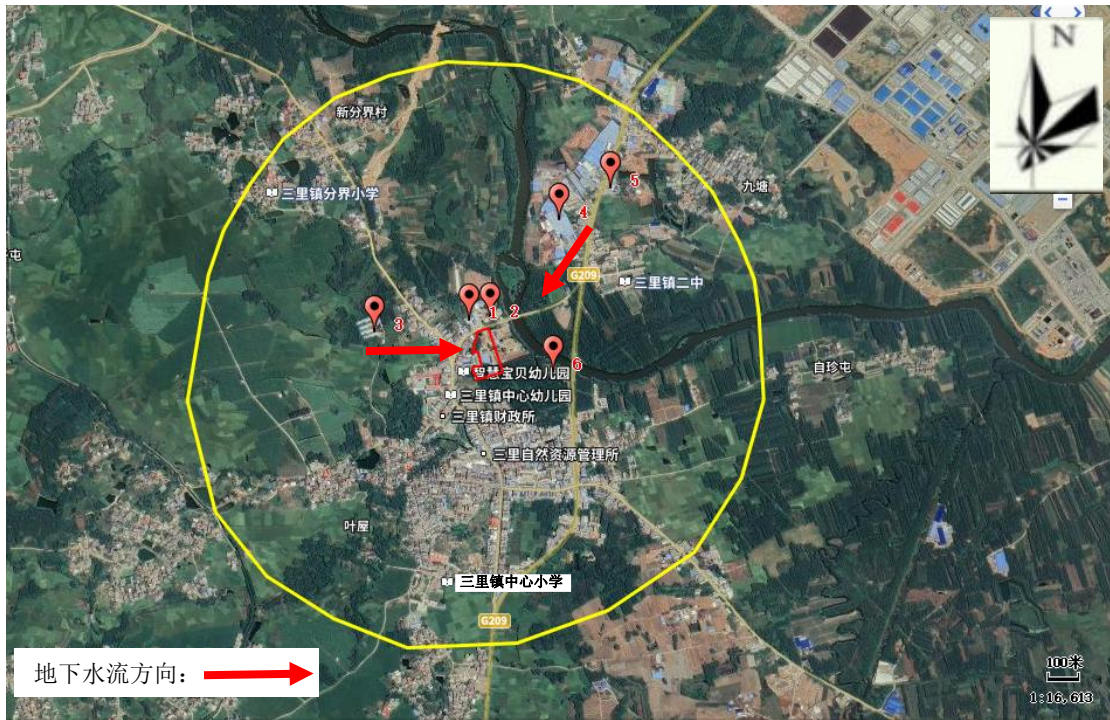 N
新分界村
三里镇分界小学
九塘
5
4
屯
G209
三里镇二中
1
2
3
6
自珍屯
智慧宝贝幼儿园
三里镇中心幼儿园
三里镇财政所
三里自然资源管理所
叶屋
三里镇中心小学
G209
地下水流方向:
100米
1:16,613